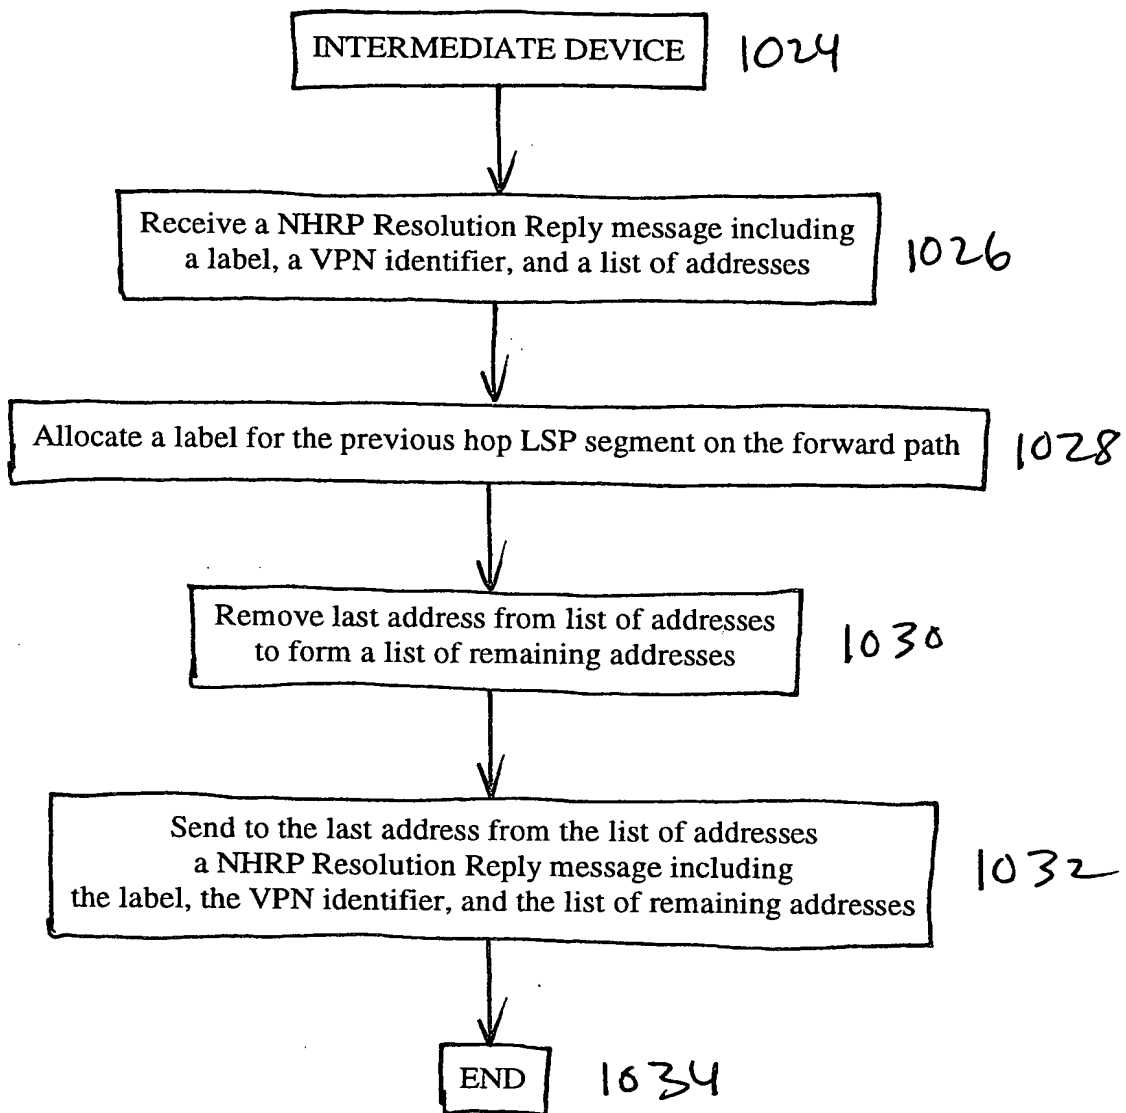 INTERMEDIATE DEVICE 1024
Receive a NHRP Resolution Reply message including
a label, a VPN identifier, and a list of addresses
1026
Allocate a label for the previous hop LSP segment on the forward path 1028
Remove last address from list of addresses
to form a list of remaining addresses
1030
Send to the last address from the list of addresses
a NHRP Resolution Reply message including
the label, the VPN identifier, and the list of remaining addresses
1032
END 1034